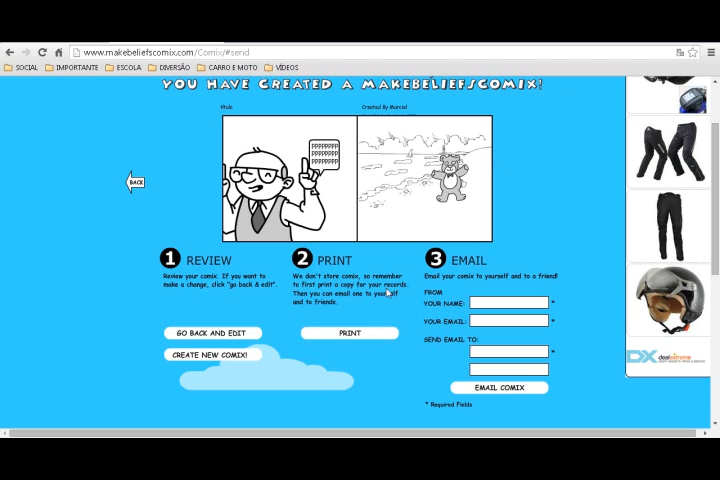 www.makebeliefscomix.com/Comix/#send
SOCIAL IMPORTANTE ESCOLA DIVERSÃO CARRO E MOTO VÍDEOS
YOU HAVE CREATED A MAKEBELIEFSCOMIX!
Created By Marciel
PPPPPPPP
PPPPPPPP
PPPPPPPP
BACK
1 REVIEW
Review your comix. If you want to
make a change, click "go back & edit".
GO BACK AND EDIT
CREATE NEW COMIX!
2 PRINT
We don't store comix, so remember
to first print a copy for your records.
Then you can email one to yourself
and to friends.
PRINT
3 EMAIL
Email your comix to yourself and to a friend!
FROM
YOUR NAME: *
YOUR EMAIL: *
SEND EMAIL TO:
*
EMAIL COMIX
* Required Fields
DX dealextreme